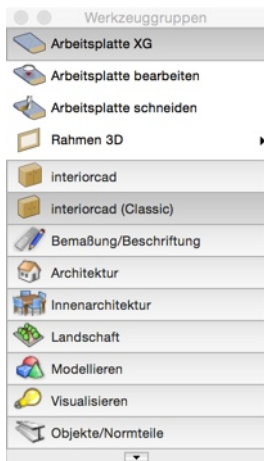 Werkzeuggruppen
Arbeitsplatte XG
Arbeitsplatte bearbeiten
Arbeitsplatte schneiden
Rahmen 3D
interiorcad
interiorcad (Classic)
Bemaßung/Beschriftung
Architektur
Innenarchitektur
Landschaft
Modellieren
Visualisieren
Objekte/Normteile